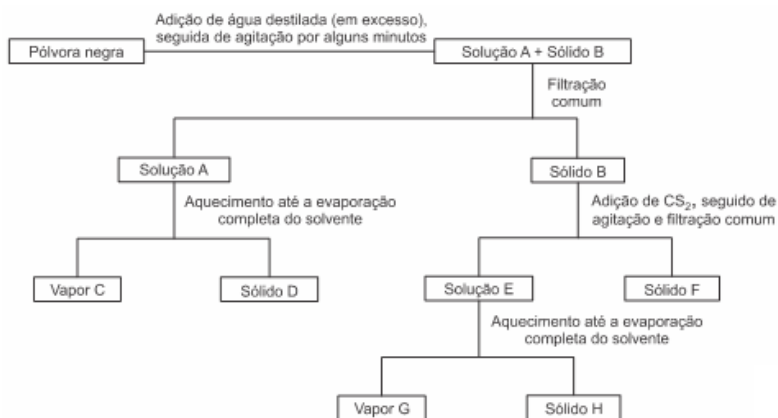 Adição de água destilada (em excesso),
seguida de agitação por alguns minutos
Pólvora negra
Solução A + Sólido B
Filtração
comum
Solução A
Sólido B
Aquecimento até a evaporação
completa do solvente
Adição de CS₂, seguido de
agitação e filtração comum
Vapor C
Sólido D
Solução E
Sólido F
Aquecimento até a evaporação
completa do solvente
Vapor G
Sólido H